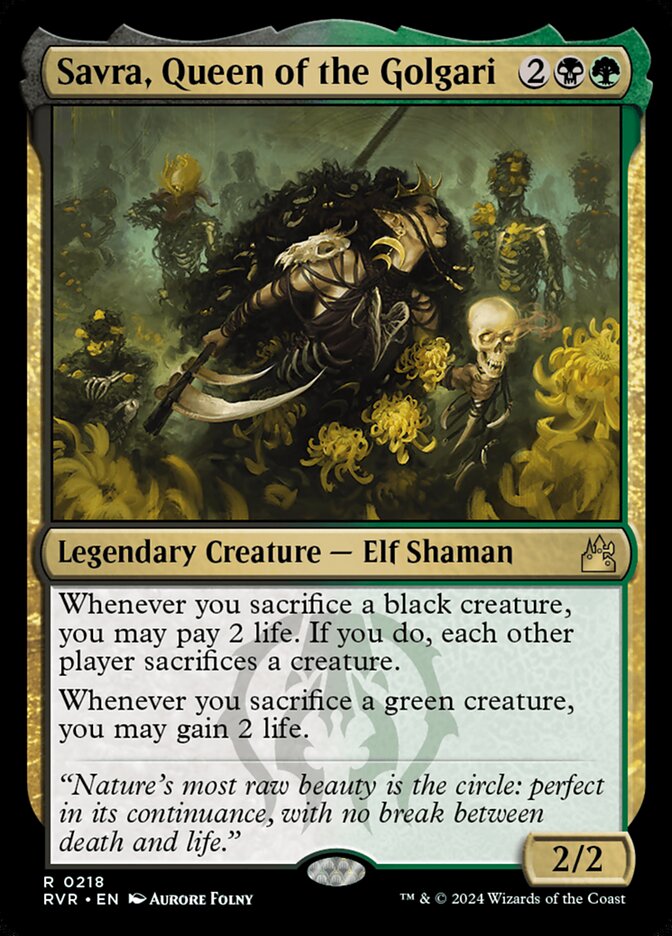 Savra, Queen of the Golgari 2
Legendary Creature — Elf Shaman
Whenever you sacrifice a black creature,
you may pay 2 life. If you do, each other
player sacrifices a creature.
Whenever you sacrifice a green creature,
you may gain 2 life.
“Nature’s most raw beauty is the circle: perfect
in its continuance, with no break between
death and life.”
2/2
R 0218
RVR • EN AURORE FOLNY
™ & © 2024 Wizards of the Coast